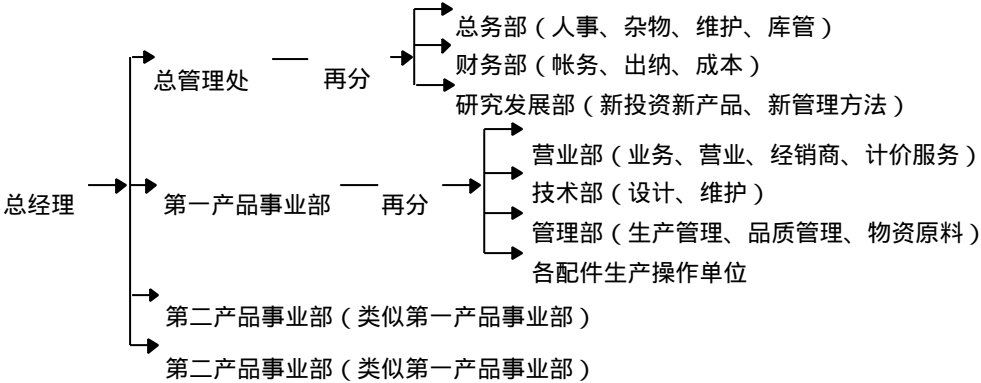 总务部（人事、杂物、维护、库管）
财务部（帐务、出纳、成本）
总管理处 再分
研究发展部（新投资新产品、新管理方法）
营业部（业务、营业、经销商、计价服务）
技术部（设计、维护）
总经理 第一产品事业部 再分
管理部（生产管理、品质管理、物资原料）
各配件生产操作单位
第二产品事业部（类似第一产品事业部）
第二产品事业部（类似第一产品事业部）